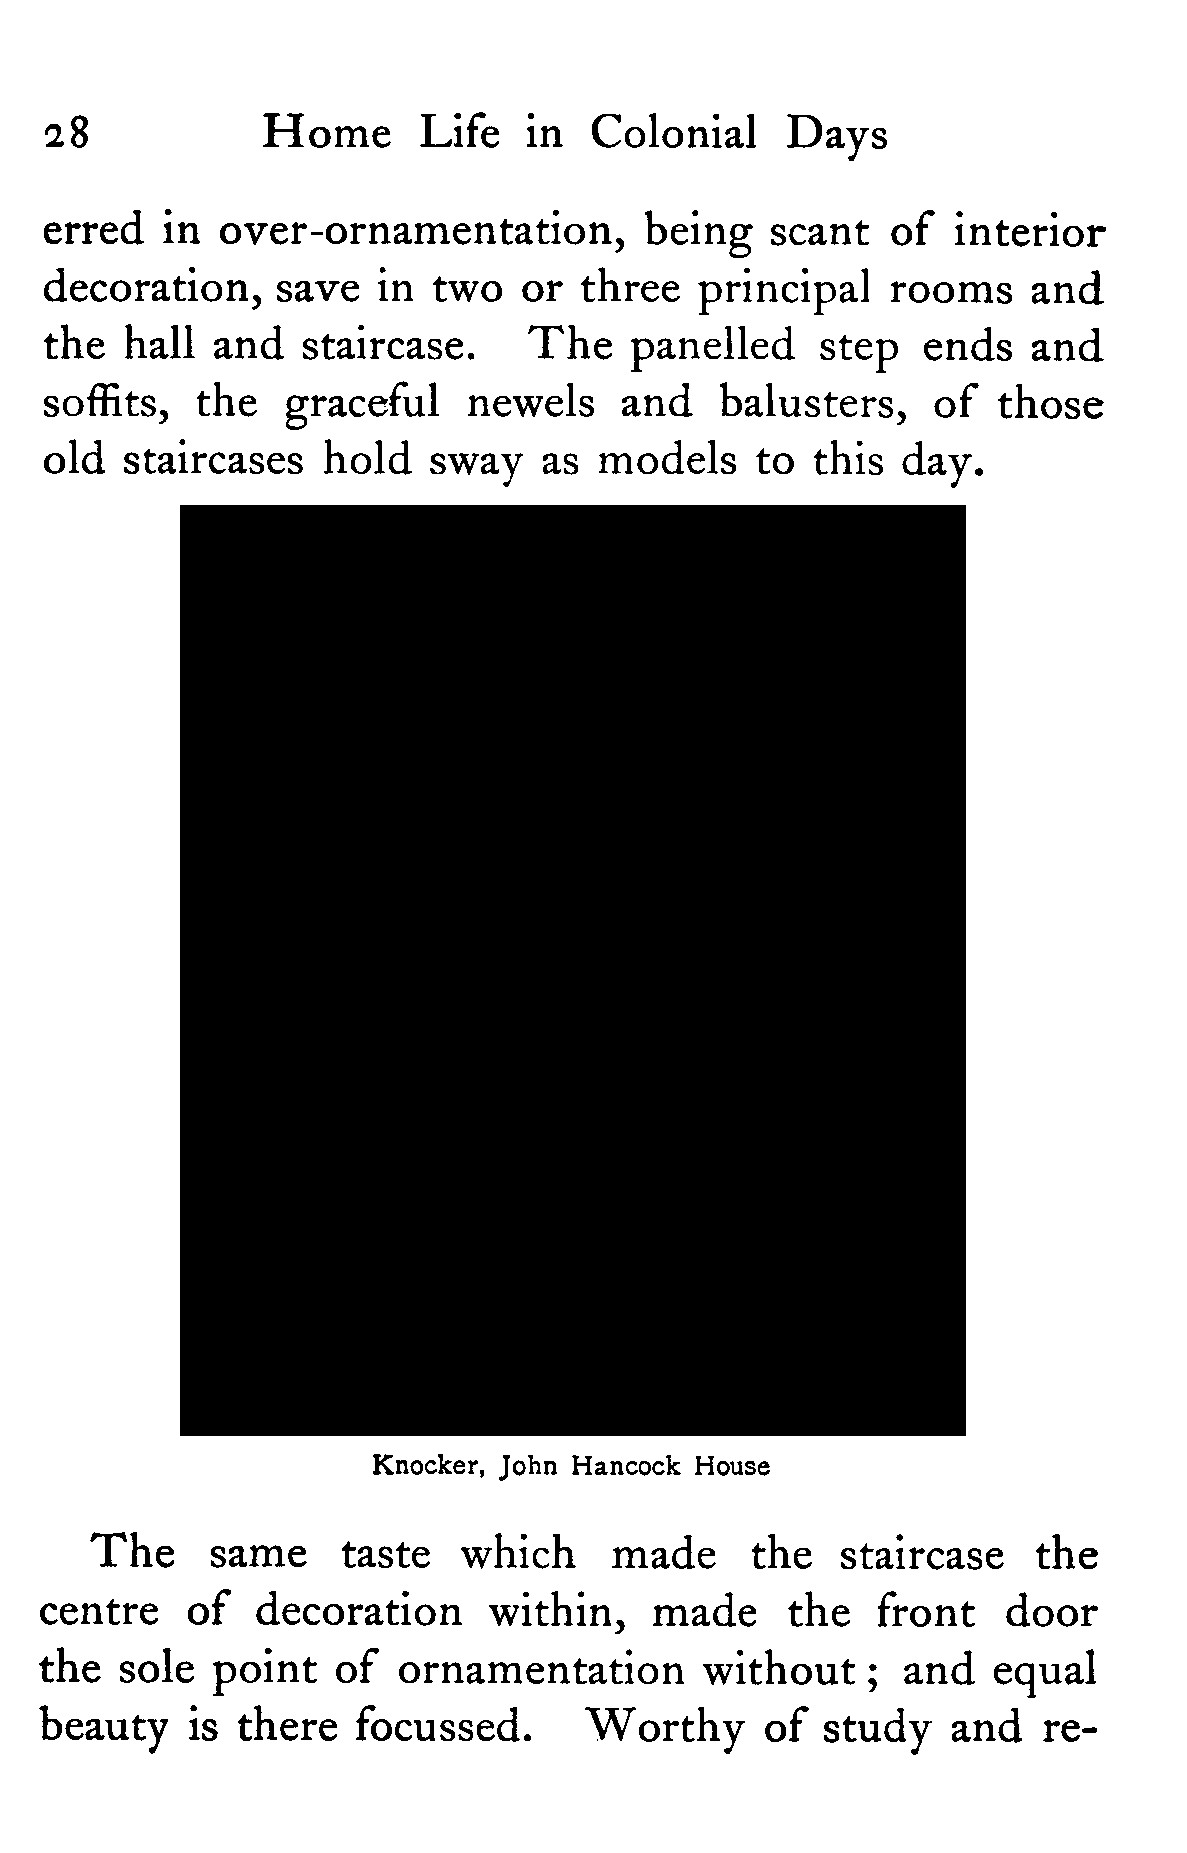 28 Home Life in Colonial Days
erred in over-ornamentation, being scant of interior
decoration, save in two or three principal rooms and
the hall and staircase. The panelled step ends and
soffits, the graceful newels and balusters, of those
old staircases hold sway as models to this day.
Knocker, John Hancock House
The same taste which made the staircase the
centre of decoration within, made the front door
the sole point of ornamentation without; and equal
beauty is there focussed. Worthy of study and re-